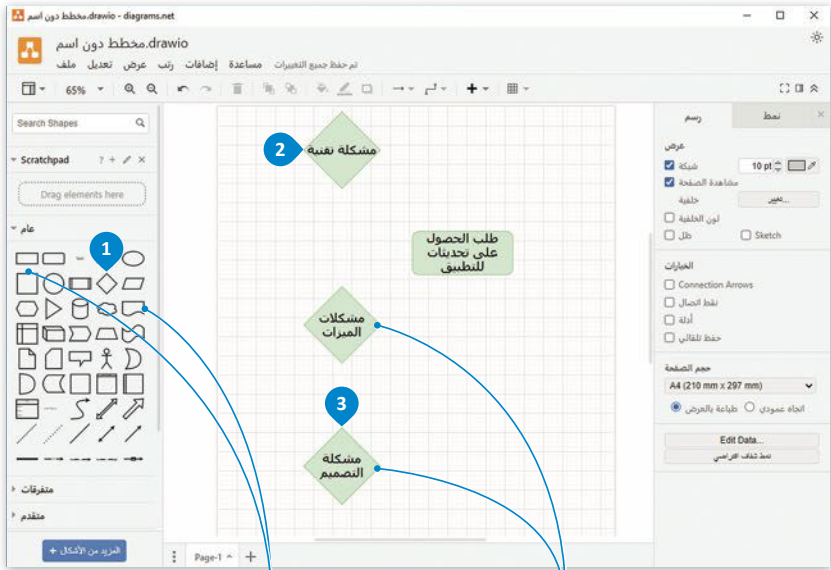 مخطط دون اسم.drawio - diagrams.net
مخطط دون اسم.drawio
ملف تعديل عرض رتب إضافات مساعدة تم حفظ جميع التغييرات
65%
Search Shapes
Scratchpad
Drag elements here
عام
1
متفرقات
متقدم
المزيد من الأشكال +
2
مشكلة تقنية
طلب الحصول
على تحديثات
للتطبيق
مشكلات
الميزات
3
مشكلة
التصميم
Page-1
رسم نمط
عرض
شبكة 10 pt
مشاهدة الصفحة
خلفية تغيير...
لون الخلفية
ظل Sketch
الخيارات
Connection Arrows
نقط اتصال
أدلة
حفظ تلقائي
حجم الصفحة
A4 (210 mm x 297 mm)
طباعة بالعرض اتجاه عمودي
Edit Data...